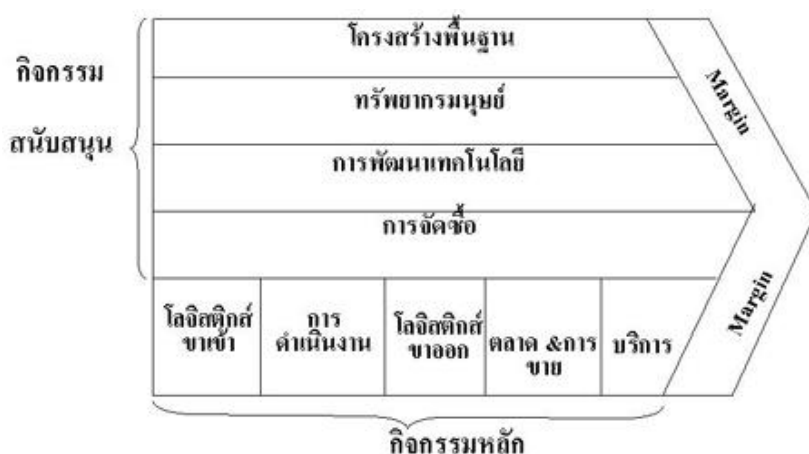 กิจกรรม
สนับสนุน
โครงสร้างพื้นฐาน
ทรัพยากรมนุษย์
การพัฒนาเทคโนโลยี
การจัดซื้อ
Margin
Margin
โลจิสติกส์
ขาเข้า
การ
ดำเนินงาน
โลจิสติกส์
ขาออก
ตลาด &การ
ขาย
บริการ
กิจกรรมหลัก